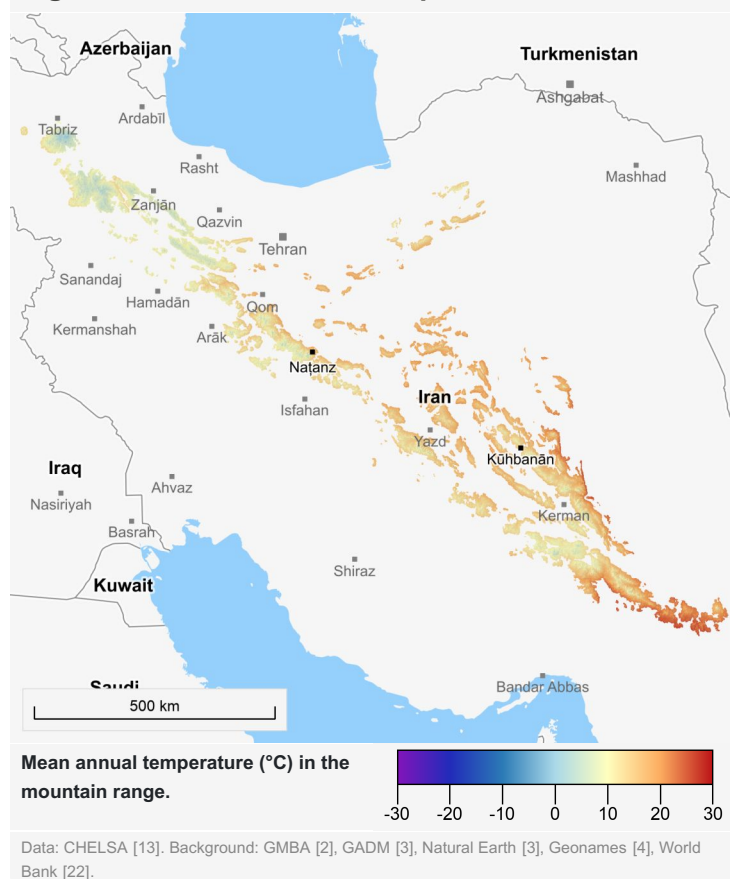 Azerbaijan
Turkmenistan
Ashgabat
Ardabīl
Tabriz
Rasht
Mashhad
Zanjān
Qazvin
Tehran
Sanandaj
Hamadān
Qom
Kermanshah
Arāk
Naţanz
Iran
Isfahan
Yazd
Kūhbanān
Iraq
Ahvaz
Nasiriyah
Kerman
Basrah
Shiraz
Kuwait
Saudi
Bandar Abbas
500 km
Mean annual temperature (°C) in the
mountain range.
-30 -20 -10 0 10 20 30
Data: CHELSA [13]. Background: GMBA [2], GADM [3], Natural Earth [3], Geonames [4], World
Bank [22].